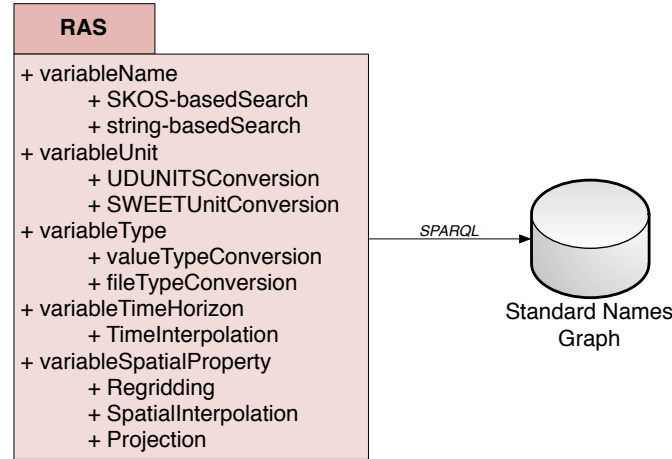 RAS
+ variableName
+ SKOS-basedSearch
+ string-basedSearch
+ variableUnit
+ UDUNITSConversion
+ SWEETUnitConversion
+ variableType
+ valueTypeConversion
+ fileTypeConversion
+ variableTimeHorizon
+ TimeInterpolation
+ variableSpatialProperty
+ Regridding
+ SpatialInterpolation
+ Projection
SPARQL
Standard Names
Graph